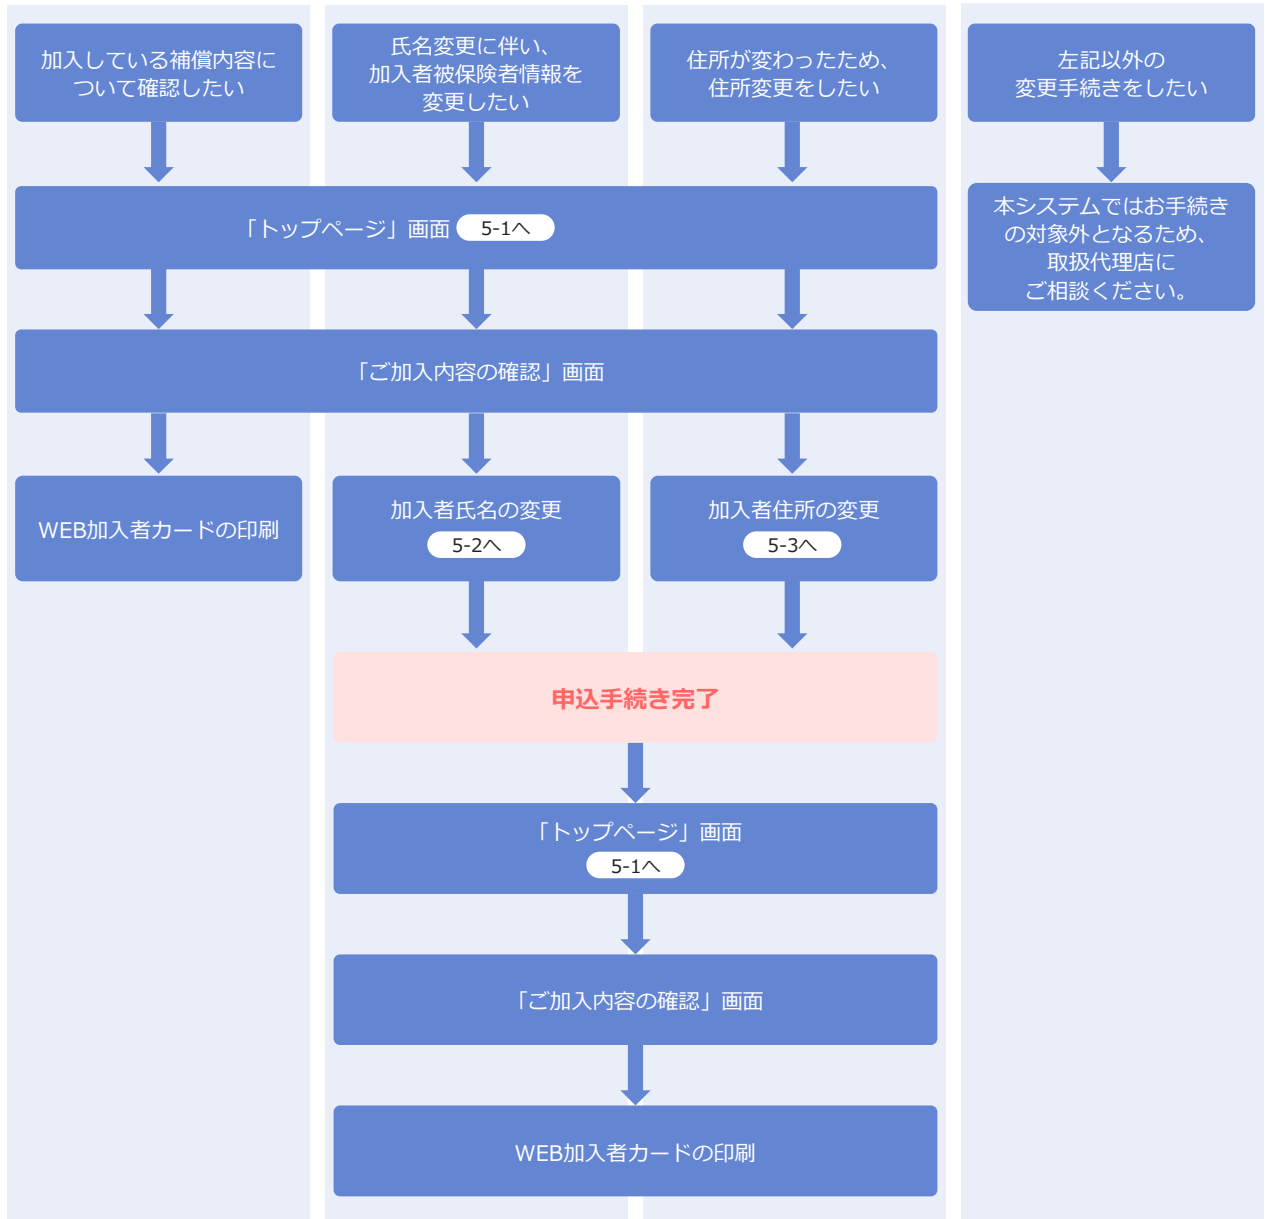 加入している補償内容に
ついて確認したい
氏名変更に伴い、
加入者被保険者情報を
変更したい
住所が変わったため、
住所変更をしたい
左記以外の
変更手続きをしたい
「トップページ」画面 5-1へ
本システムではお手続き
の対象外となるため、
取扱代理店に
ご相談ください。
「ご加入内容の確認」画面
WEB加入者カードの印刷
加入者氏名の変更
5-2へ
加入者住所の変更
5-3へ
申込手続き完了
「トップページ」画面
5-1へ
「ご加入内容の確認」画面
WEB加入者カードの印刷